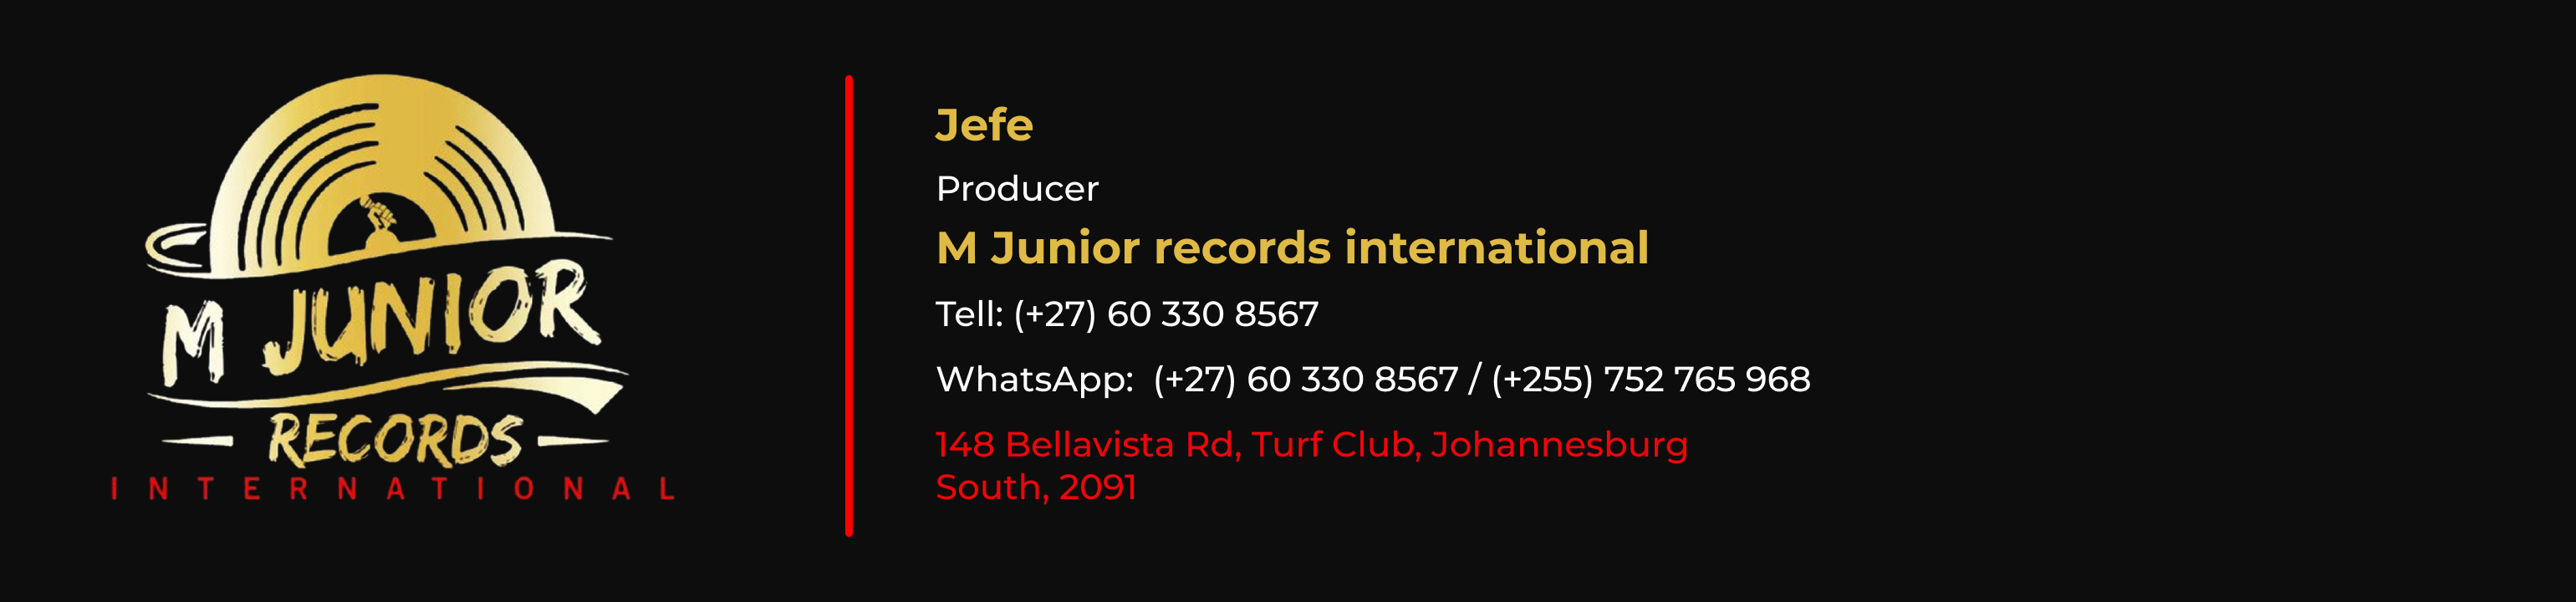 M JUNIOR
RECORDS
INTERNATIONAL
Jefe
Producer
M Junior records international
Tell: (+27) 60 330 8567
WhatsApp:  (+27) 60 330 8567 / (+255) 752 765 968
148 Bellavista Rd, Turf Club, Johannesburg
South, 2091